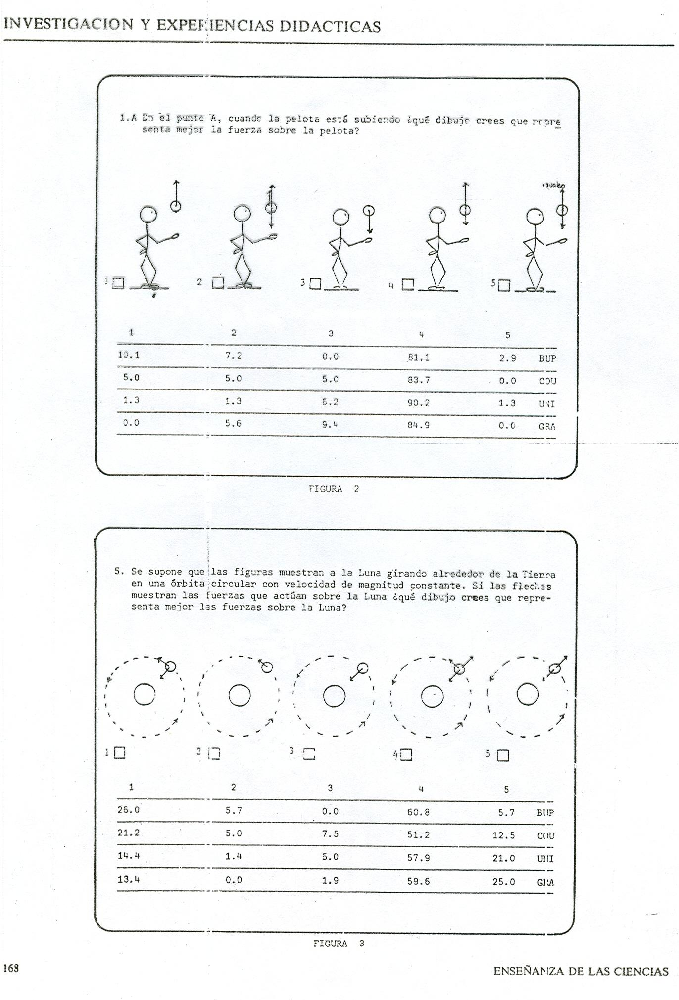 INVESTIGACION Y EXPERIENCIAS DIDACTICAS
1.A En el punto A, cuando la pelota está subiendo ¿qué dibujo crees que repre
senta mejor la fuerza sobre la pelota?
iguales
1 2 3 4 5
1 2 3 4 5
10.1 7.2 0.0 81.1 2.9 BUP
5.0 5.0 5.0 83.7 0.0 COU
1.3 1.3 6.2 90.2 1.3 UNI
0.0 5.6 9.4 84.9 0.0 GRA
FIGURA 2
5. Se supone que las figuras muestran a la Luna girando alrededor de la Tierra
en una órbita circular con velocidad de magnitud constante. Si las flechas
muestran las fuerzas que actúan sobre la Luna ¿qué dibujo crees que repre-
senta mejor las fuerzas sobre la Luna?
1 2 3 4 5
1 2 3 4 5
26.0 5.7 0.0 60.8 5.7 BUP
21.2 5.0 7.5 51.2 12.5 COU
14.4 1.4 5.0 57.9 21.0 UNI
13.4 0.0 1.9 59.6 25.0 GRA
FIGURA 3
168 ENSEÑANZA DE LAS CIENCIAS